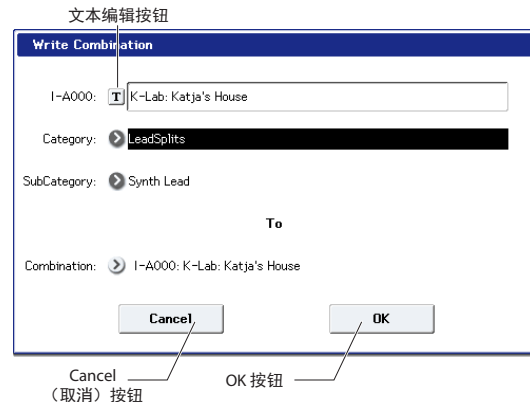 文本编辑按钮
Write Combination
I-A000: T K-Lab: Katja's House
Category: LeadSplits
SubCategory: Synth Lead
To
Combination: I-A000: K-Lab: Katja's House
Cancel OK
Cancel
（取消）按钮
OK 按钮